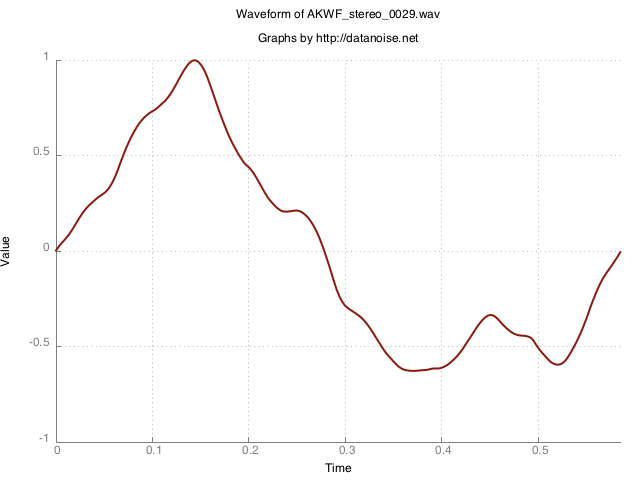 Waveform of AKWF_stereo_0029.wav
Graphs by http://datanoise.net
1
0.5
0
-0.5
-1
Value
0 0.1 0.2 0.3 0.4 0.5
Time